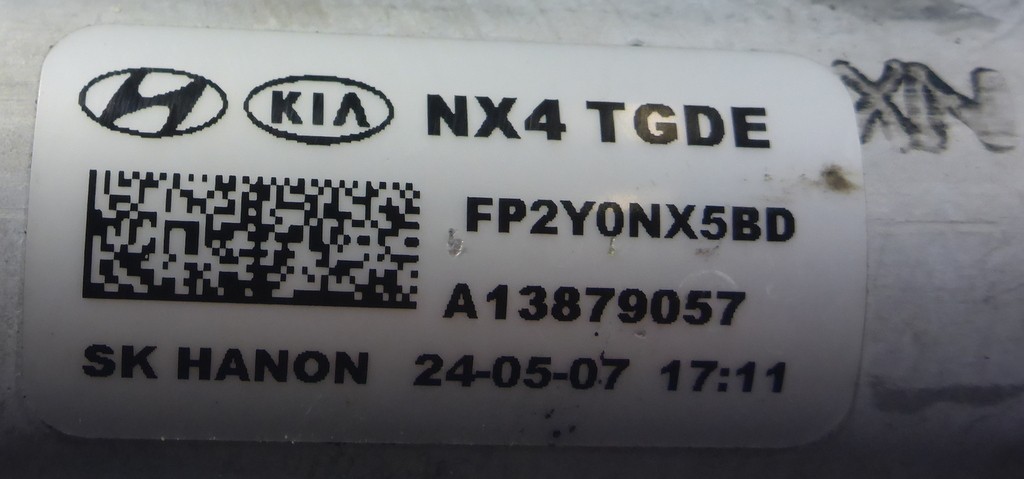 KIA NX4 TGDE
FP2Y0NX5BD
A13879057
SK HANON 24-05-07 17:11